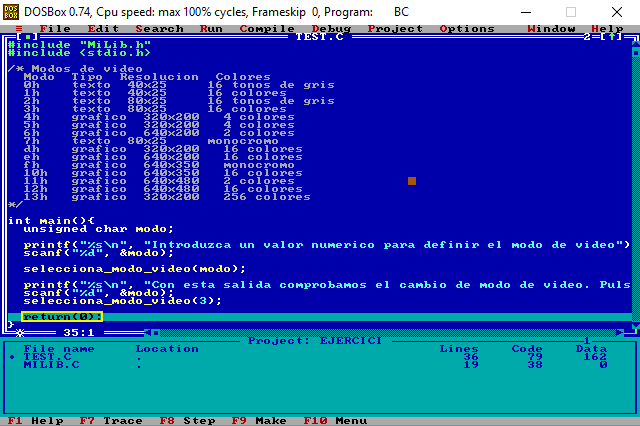 DOSBox 0.74, Cpu speed: max 100% cycles, Frameskip 0, Program: BC
≡ File Edit Search Run Compile Debug Project Options Window Help
TEST.C 2=[↑]
#include "MiLib.h"
#include <stdio.h>
/* Modos de video
Modo Tipo Resolucion Colores
0h texto 40x25 16 tonos de gris
1h texto 40x25 16 colores
2h texto 80x25 16 tonos de gris
3h texto 80x25 16 colores
4h grafico 320x200 4 colores
5h grafico 320x200 4 colores
6h grafico 640x200 2 colores
7h texto 80x25 monocromo
dh grafico 320x200 16 colores
eh grafico 640x200 16 colores
fh grafico 640x350 monocromo
10h grafico 640x350 16 colores
11h grafico 640x480 2 colores
12h grafico 640x480 16 colores
13h grafico 320x200 256 colores
*/
int main(){
unsigned char modo;
printf("%s\n", "Introduzca un valor numerico para definir el modo de video")
scanf("%d", &modo);
selecciona_modo_video(modo);
printf("%s\n", "Con esta salida comprobamos el cambio de modo de video. Puls
scanf("%d", &modo);
selecciona_modo_video(3);
return(0);
}
35:1
Project: EJERCICI 1
File name Location Lines Code Data
• TEST.C . 36 79 162
MILIB.C . 19 38 0
F1 Help F7 Trace F8 Step F9 Make F10 Menu